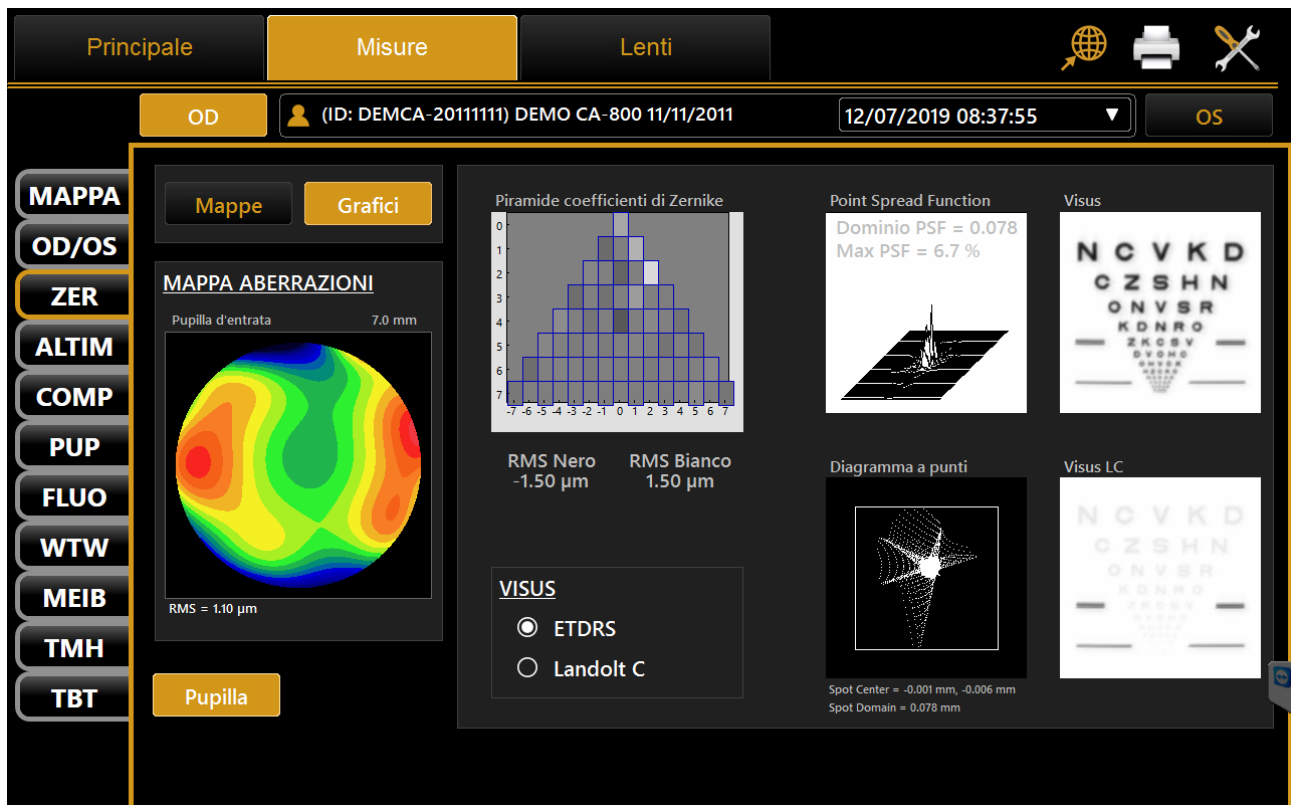 Principale Misure Lenti
OD (ID: DEMCA-20111111) DEMO CA-800 11/11/2011 12/07/2019 08:37:55 ▼ OS
MAPPA
OD/OS
ZER
ALTIM
COMP
PUP
FLUO
WTW
MEIB
TMH
TBT
Mappe Grafici
MAPPA ABERRAZIONI
Pupilla d'entrata 7.0 mm
RMS = 1.10 µm
Pupilla
Piramide coefficienti di Zernike
0
1
2
3
4
5
6
7
-7 -6 -5 -4 -3 -2 -1 0 1 2 3 4 5 6 7
RMS Nero RMS Bianco
-1.50 µm 1.50 µm
VISUS
ETDRS
Landolt C
Point Spread Function
Dominio PSF = 0.078
Max PSF = 6.7 %
Diagramma a punti
Spot Center = -0.001 mm, -0.006 mm
Spot Domain = 0.078 mm
Visus
N C V K D
C Z S H N
O N V S R
K D N R O
Z K C S V
Visus LC
N C V K D
C Z S H N
O N V S R
K D N R O
Z K C S V